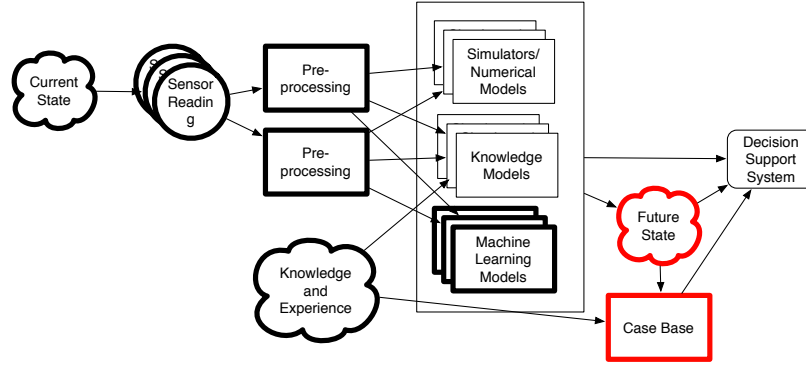 Current
State
Sensor
Readin
g
Pre-
processing
Pre-
processing
Simulators/
Numerical
Models
Knowledge
Models
Machine
Learning
Models
Knowledge
and
Experience
Decision
Support
System
Future
State
Case Base